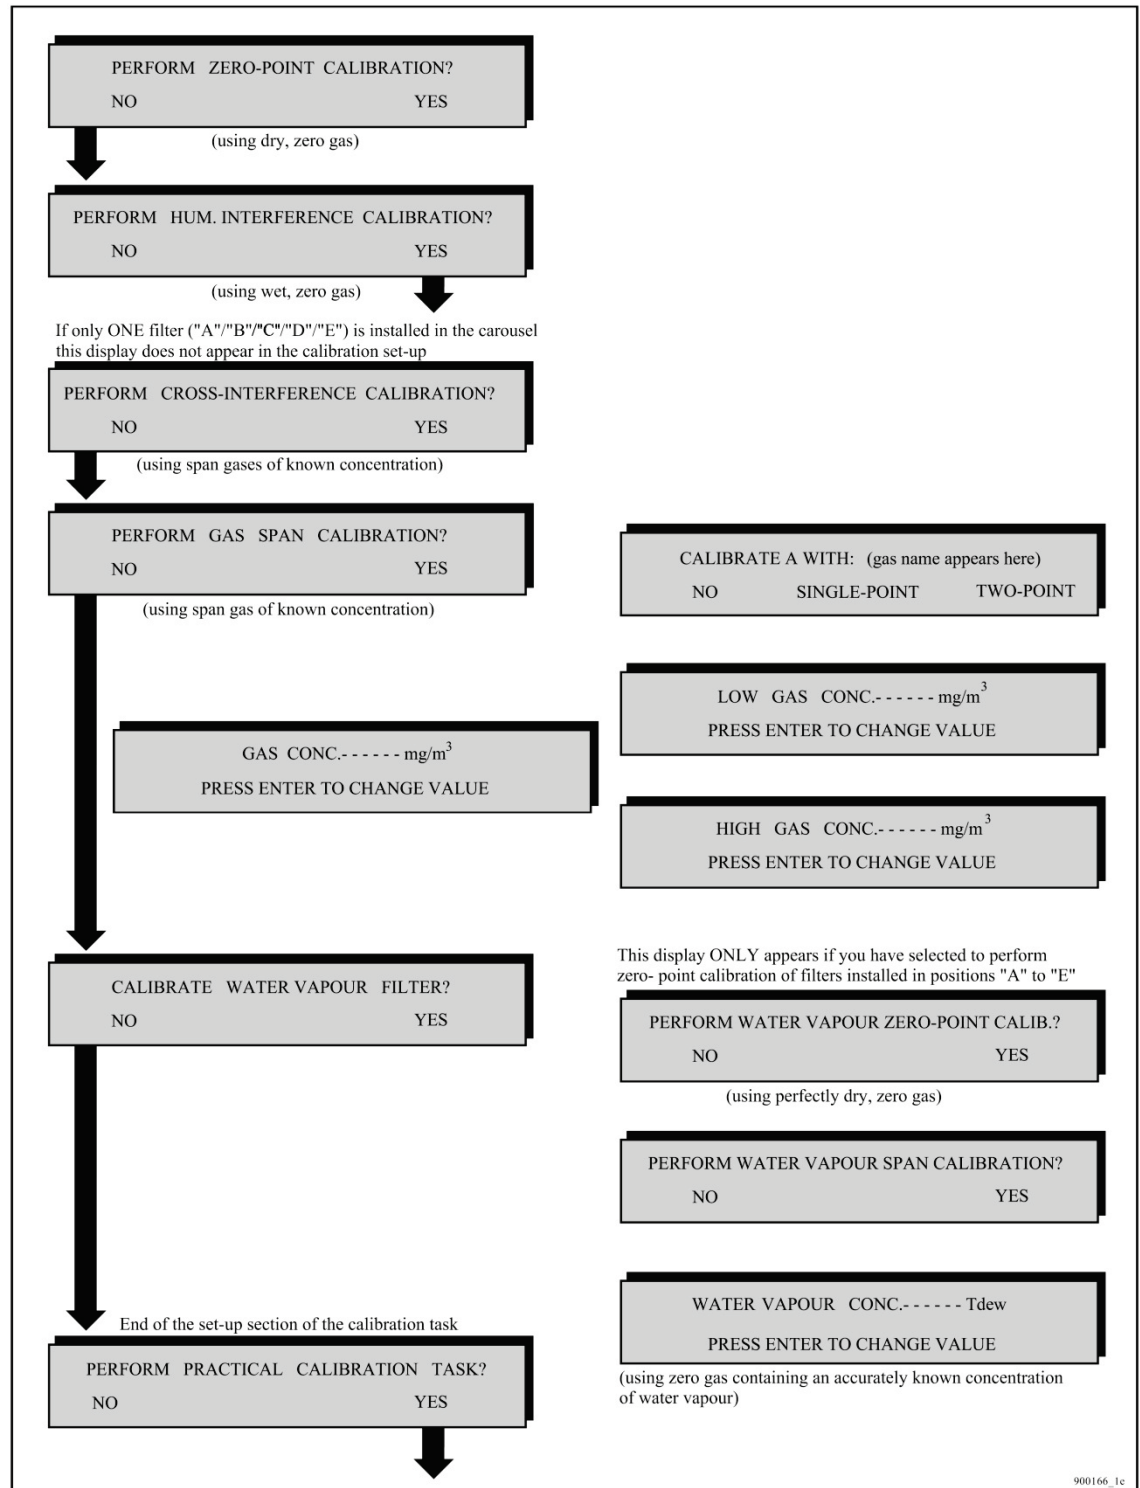 PERFORM ZERO-POINT CALIBRATION?
NO YES
(using dry, zero gas)
PERFORM HUM. INTERFERENCE CALIBRATION?
NO YES
(using wet, zero gas)
If only ONE filter ("A"/"B"/"C"/"D"/"E") is installed in the carousel
this display does not appear in the calibration set-up
PERFORM CROSS-INTERFERENCE CALIBRATION?
NO YES
(using span gases of known concentration)
PERFORM GAS SPAN CALIBRATION?
NO YES
(using span gas of known concentration)
CALIBRATE A WITH: (gas name appears here)
NO SINGLE-POINT TWO-POINT
LOW GAS CONC.- - - - - - mg/m³
PRESS ENTER TO CHANGE VALUE
GAS CONC.- - - - - - mg/m³
PRESS ENTER TO CHANGE VALUE
HIGH GAS CONC.- - - - - - mg/m³
PRESS ENTER TO CHANGE VALUE
CALIBRATE WATER VAPOUR FILTER?
NO YES
This display ONLY appears if you have selected to perform
zero- point calibration of filters installed in positions "A" to "E"
PERFORM WATER VAPOUR ZERO-POINT CALIB.?
NO YES
(using perfectly dry, zero gas)
PERFORM WATER VAPOUR SPAN CALIBRATION?
NO YES
WATER VAPOUR CONC.- - - - - - Tdew
PRESS ENTER TO CHANGE VALUE
(using zero gas containing an accurately known concentration
of water vapour)
End of the set-up section of the calibration task
PERFORM PRACTICAL CALIBRATION TASK?
NO YES
900166_1e